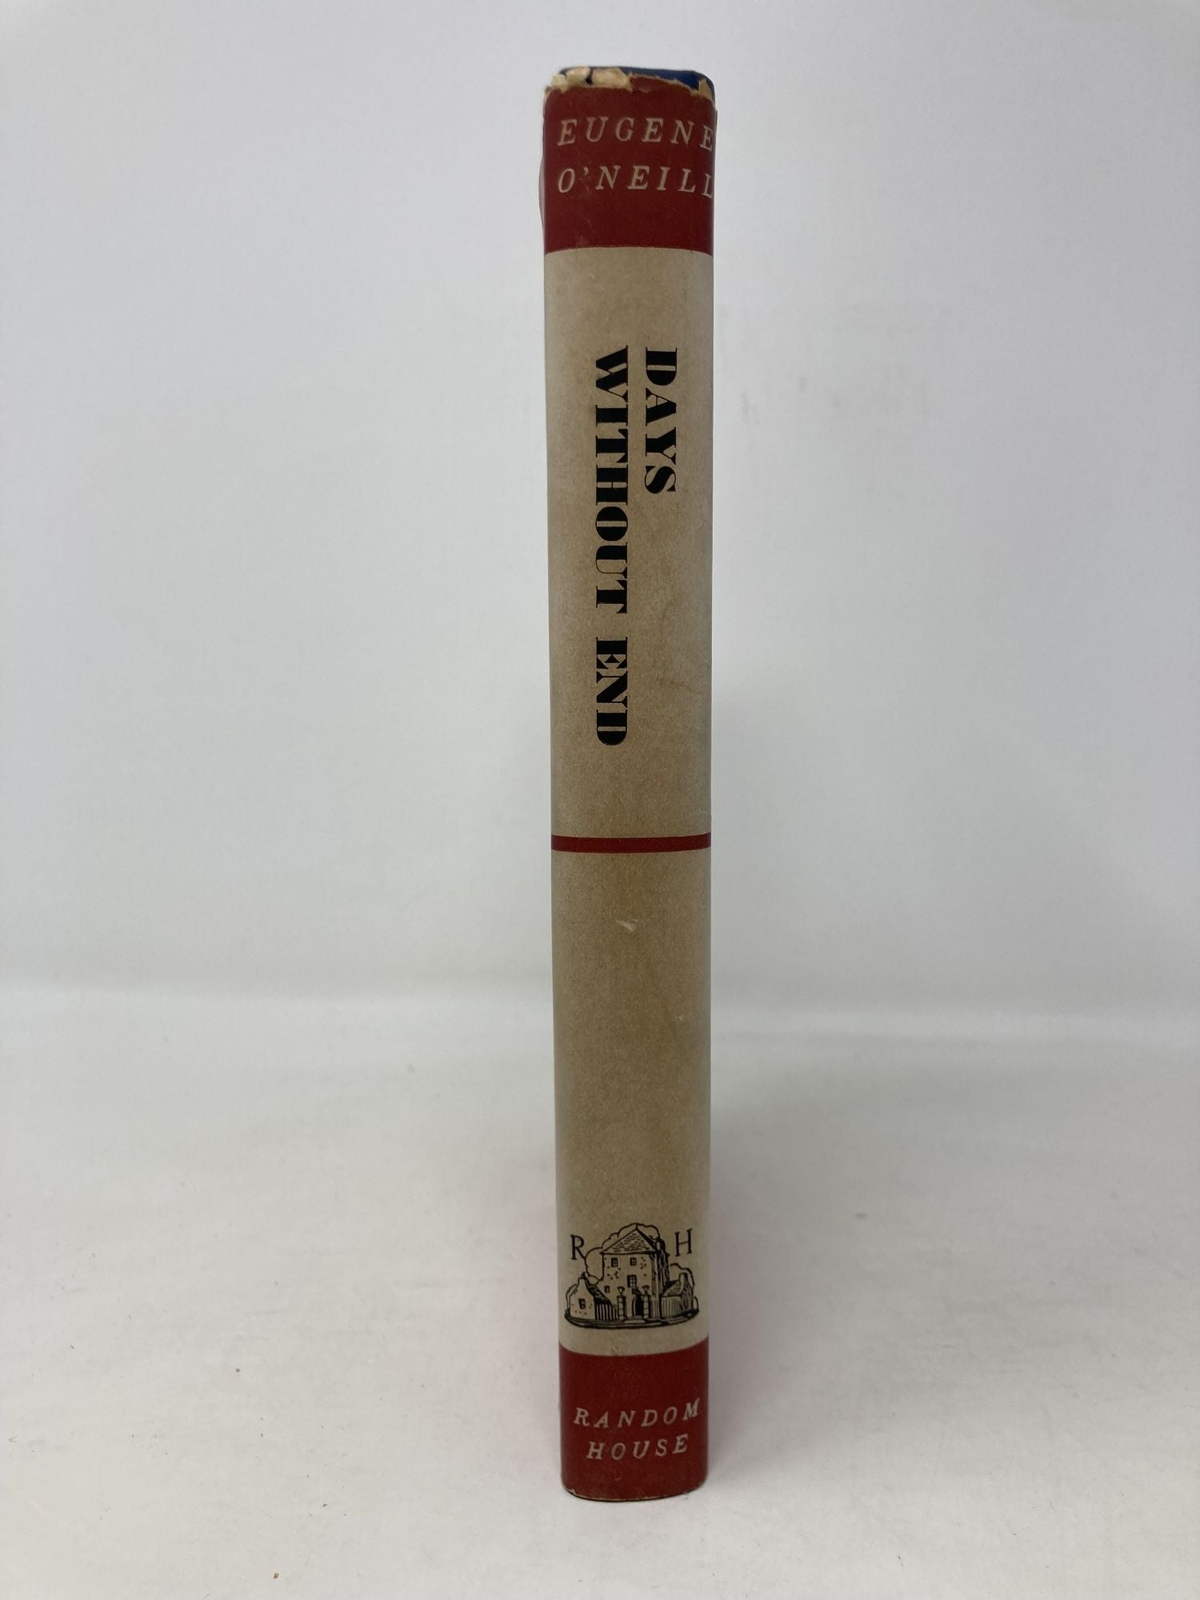 EUGENE
O'NEILL
DAYS
WITHOUT END
R H
RANDOM
HOUSE